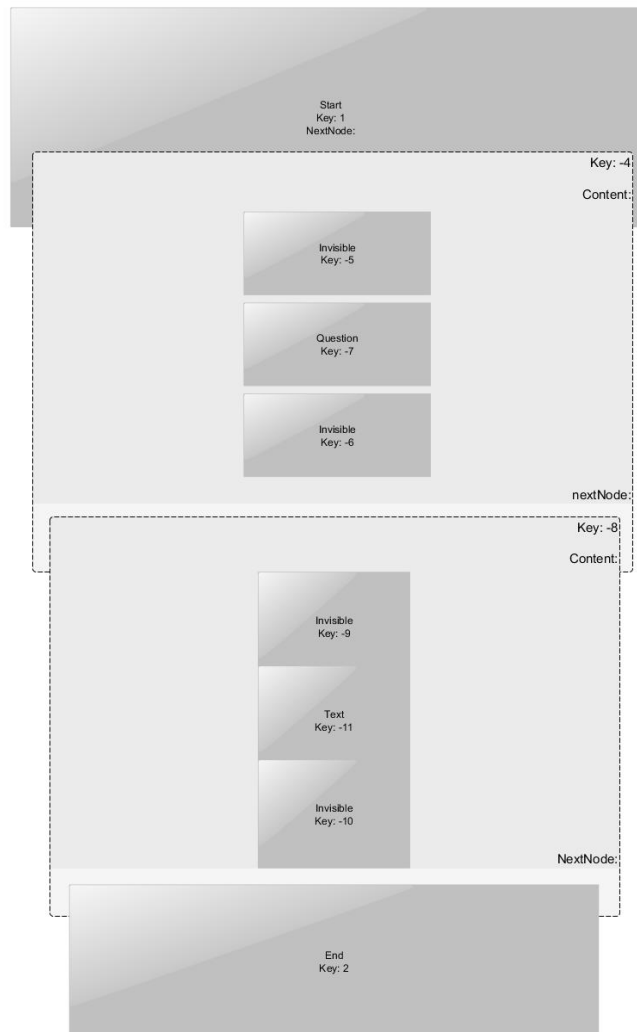 Start
Key: 1
NextNode:
Key: -4
Content:
Invisible
Key: -5
Question
Key: -7
Invisible
Key: -6
nextNode:
Key: -8
Content:
Invisible
Key: -9
Text
Key: -11
Invisible
Key: -10
NextNode:
End
Key: 2